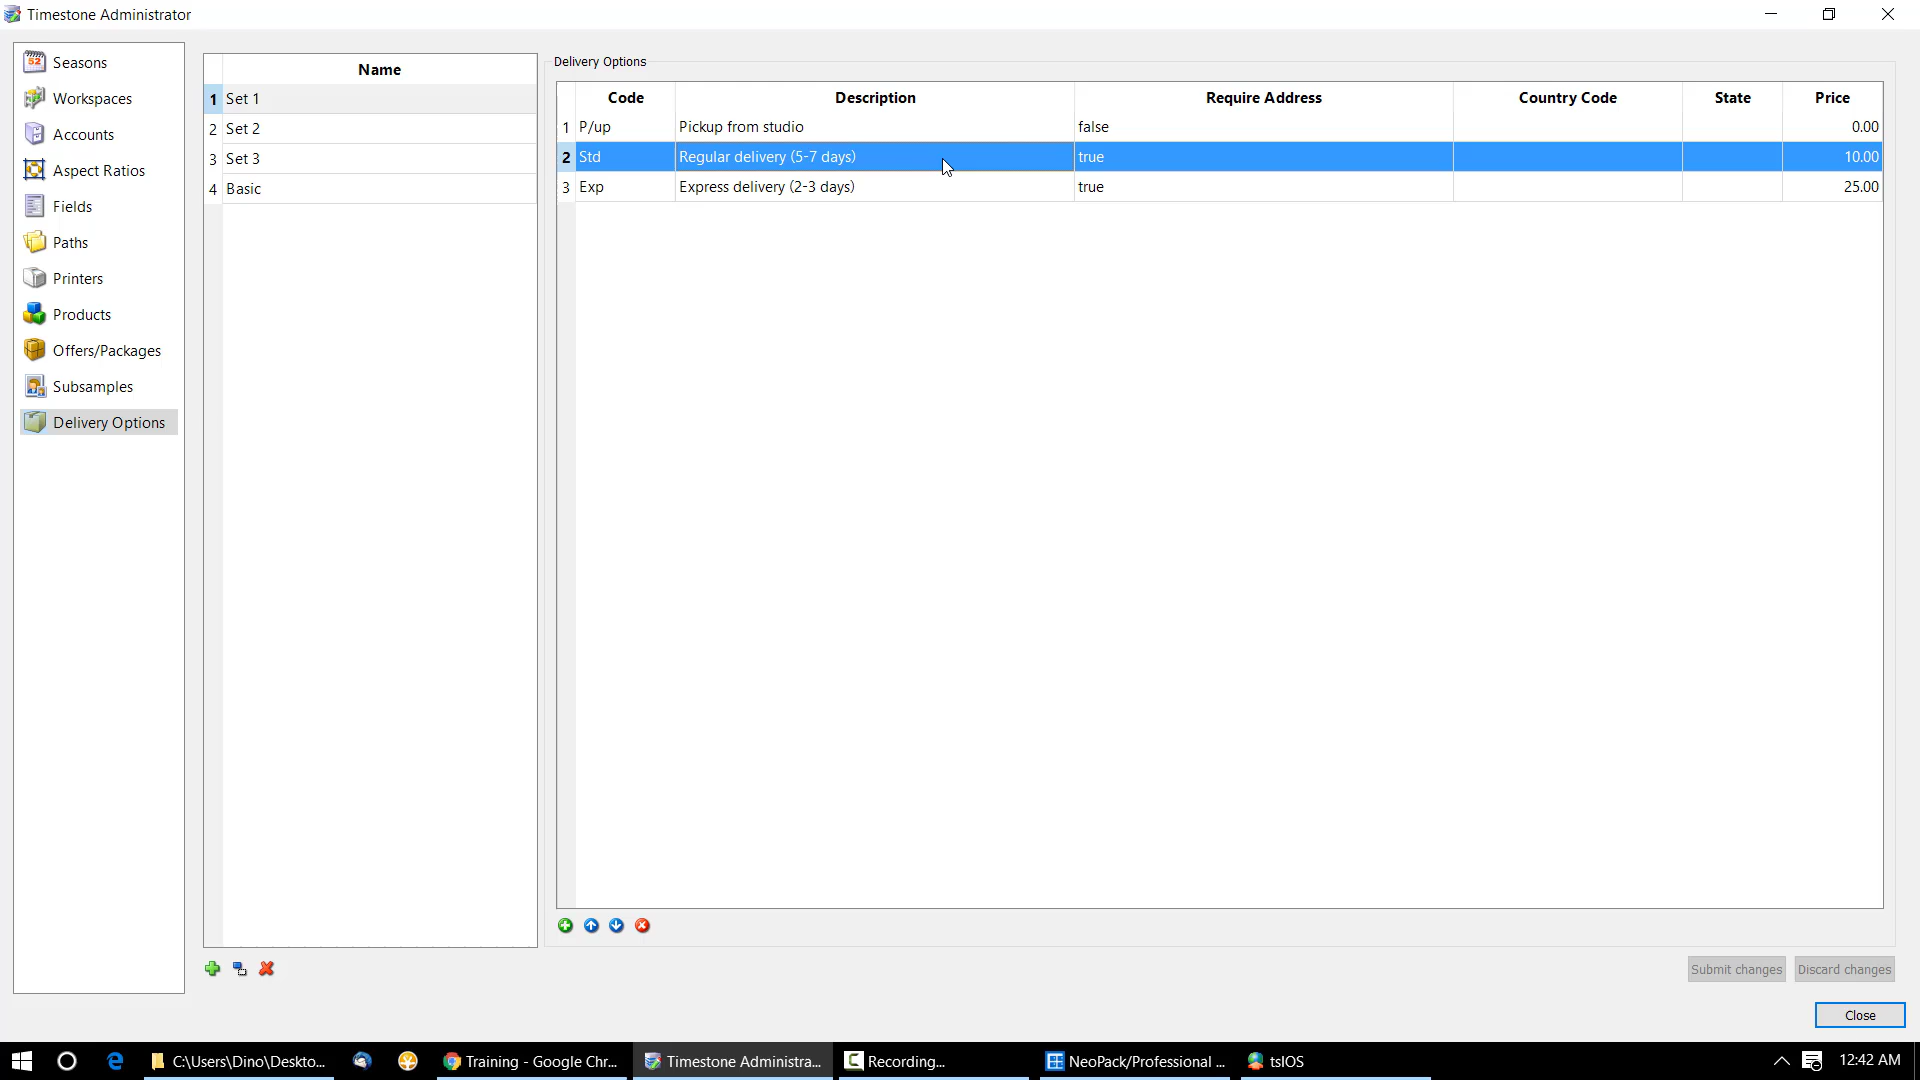 Timestone Administrator
52
Seasons
Workspaces
Accounts
Aspect Ratios
Fields
Paths
Printers
Products
Offers/Packages
Subsamples
Delivery Options
Name
1 Set 1
2 Set 2
3 Set 3
4 Basic
Delivery Options
Code Description Require Address Country Code State Price
1 P/up Pickup from studio false 0.00
2 Std Regular delivery (5-7 days) true 10.00
3 Exp Express delivery (2-3 days) true 25.00
Submit changes Discard changes
Close
C:\Users\Dino\Deskto... Training - Google Chr... Timestone Administra... Recording... NeoPack/Professional ... tsIOS 12:42 AM